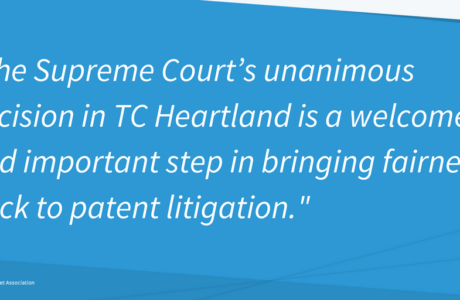 he Supreme Court’s unanimous
cision in TC Heartland is a welcome
d important step in bringing fairne
ck to patent litigation."
et Association